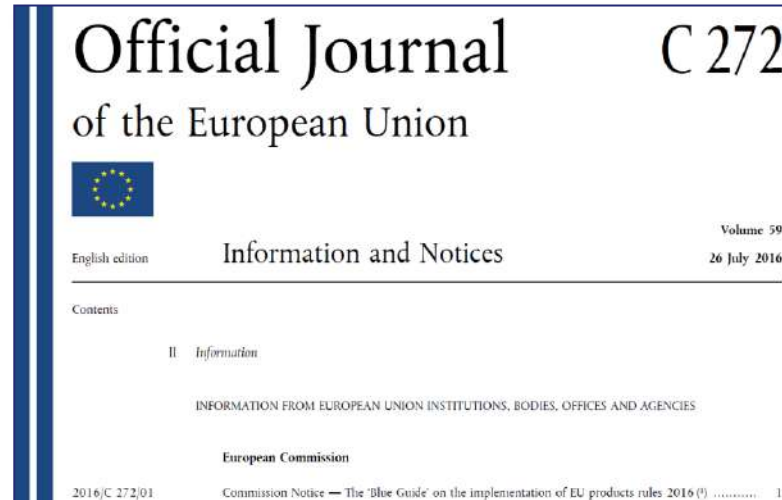 Official Journal C 272
of the European Union
Volume 59
English edition Information and Notices 26 July 2016
Contents
II Information
INFORMATION FROM EUROPEAN UNION INSTITUTIONS, BODIES, OFFICES AND AGENCIES
European Commission
2016/C 272/01 Commission Notice — The ‘Blue Guide’ on the implementation of EU products rules 2016 (¹) ........... 1